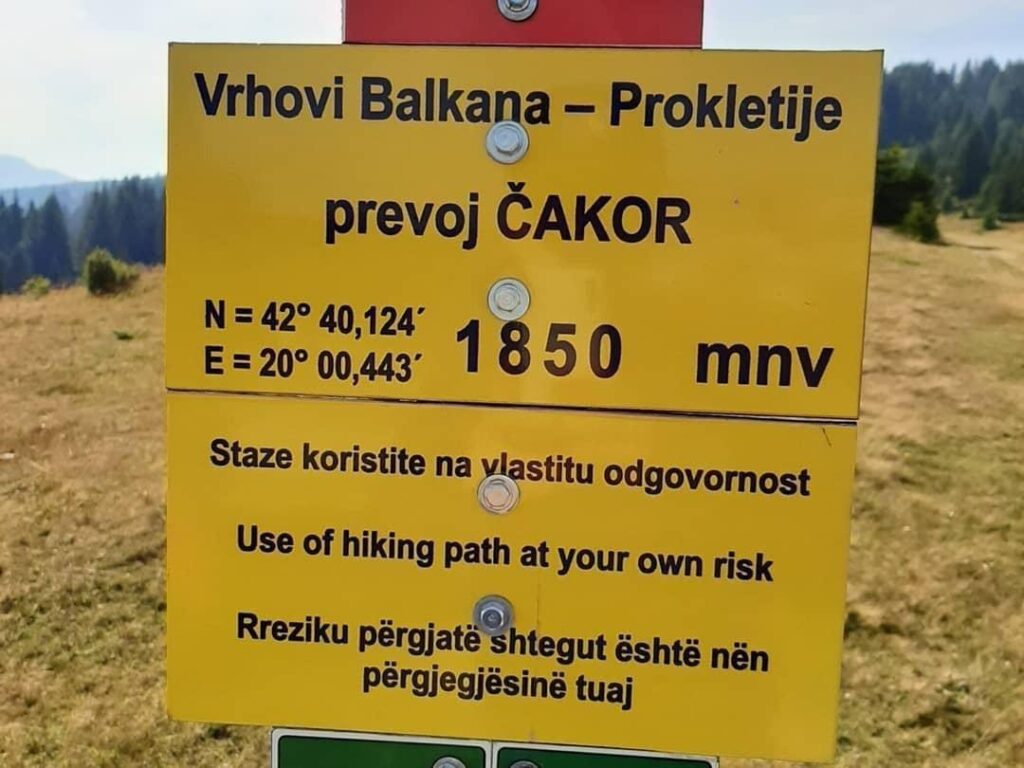 Vrhovi Balkana – Prokletije
prevoj ČAKOR
N = 42° 40,124´
E = 20° 00,443´
1850 mnv
Staze koristite na vlastitu odgovornost
Use of hiking path at your own risk
Rreziku përgjatë shtegut është nën
përgjegjësinë tuaj